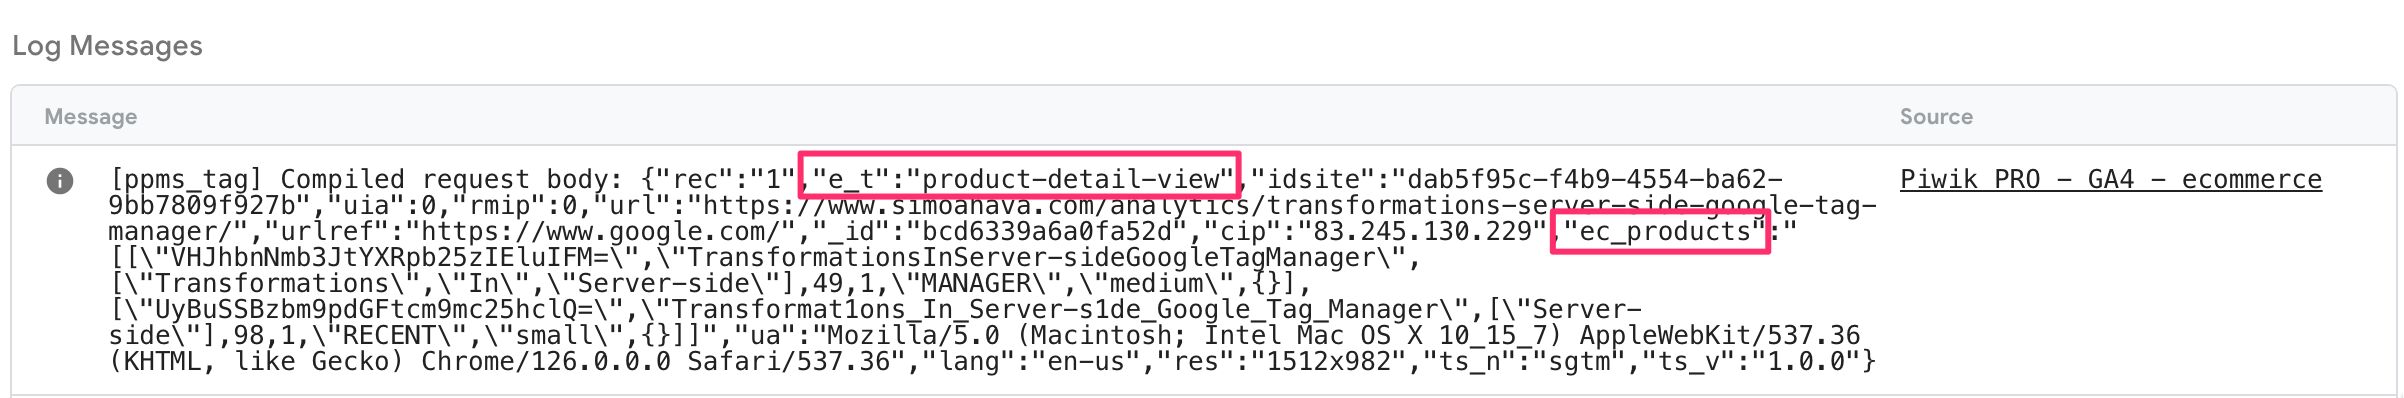 Log Messages
Message Source
[ppms_tag] Compiled request body: {"rec":"1","e_t":"product-detail-view","idsite":"dab5f95c-f4b9-4554-ba62- Piwik PRO - GA4 - ecommerce
9bb7809f927b","uia":0,"rmip":0,"url":"https://www.simoahava.com/analytics/transformations-server-side-google-tag-
manager/","urlref":"https://www.google.com/","_id":"bcd6339a6a0fa52d","cip":"83.245.130.229","ec_products":"
[[\"VHJhbnNmb3JtYXRpb25zIEluIFM=\",\"TransformationsInServer-sideGoogleTagManager\",
[\"Transformations\",\"In\",\"Server-side\"],49,1,\"MANAGER\",\"medium\",{}],
[\"UyBuSSBzbm9pdGFtcm9mc25hclQ=\",\"Transformat1ons_In_Server-s1de_Google_Tag_Manager\",[\"Server-
side\"],98,1,\"RECENT\",\"small\",{}]]","ua":"Mozilla/5.0 (Macintosh; Intel Mac OS X 10_15_7) AppleWebKit/537.36
(KHTML, like Gecko) Chrome/126.0.0.0 Safari/537.36","lang":"en-us","res":"1512x982","ts_n":"sgtm","ts_v":"1.0.0"}